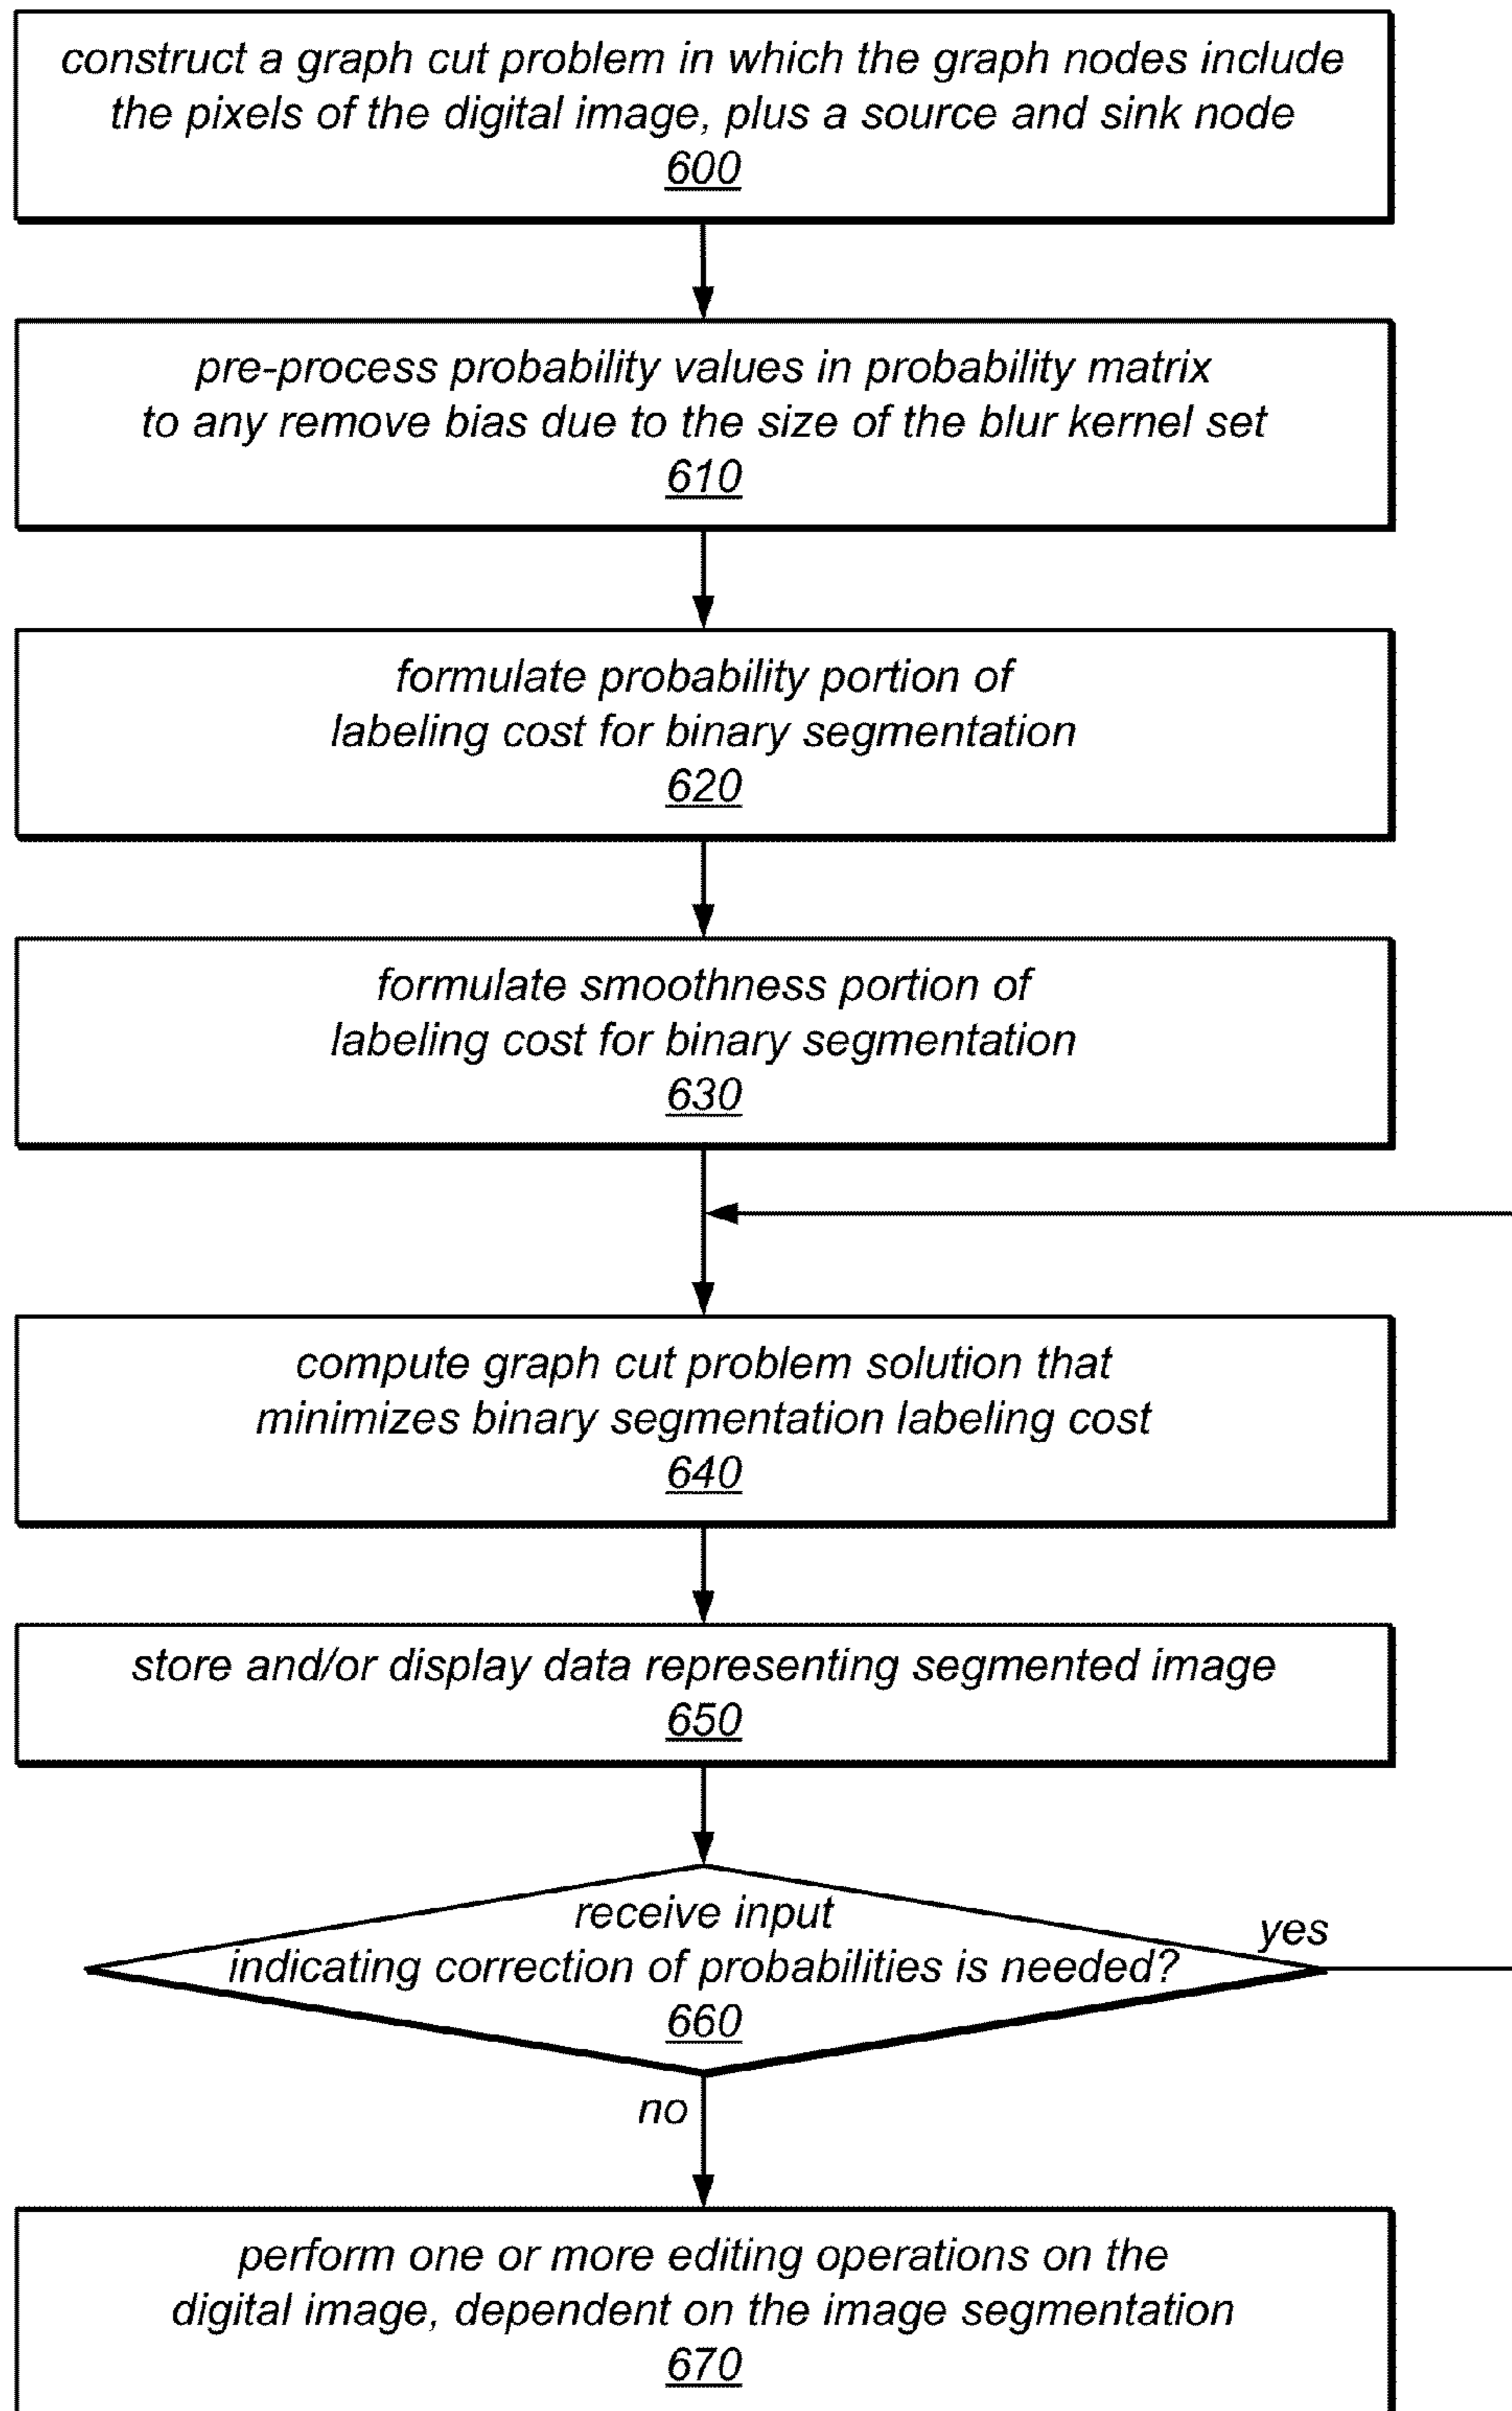 construct a graph cut problem in which the graph nodes include
the pixels of the digital image, plus a source and sink node
600
pre-process probability values in probability matrix
to any remove bias due to the size of the blur kernel set
610
formulate probability portion of
labeling cost for binary segmentation
620
formulate smoothness portion of
labeling cost for binary segmentation
630
compute graph cut problem solution that
minimizes binary segmentation labeling cost
640
store and/or display data representing segmented image
650
receive input
indicating correction of probabilities is needed?
660
yes
no
perform one or more editing operations on the
digital image, dependent on the image segmentation
670